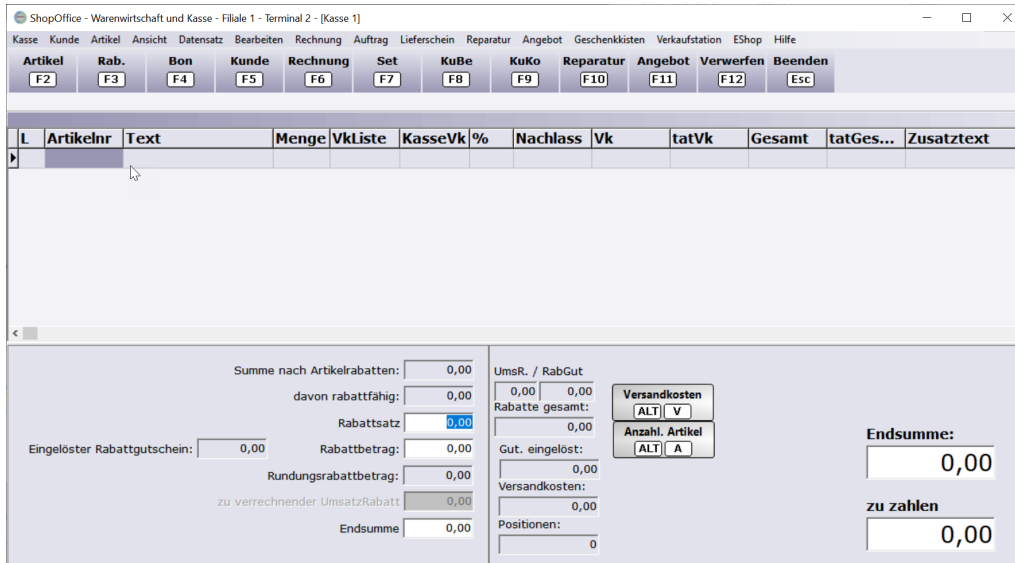 ShopOffice - Warenwirtschaft und Kasse - Filiale 1 - Terminal 2 - [Kasse 1]
Kasse Kunde Artikel Ansicht Datensatz Bearbeiten Rechnung Auftrag Lieferschein Reparatur Angebot Geschenkkisten Verkaufstation EShop Hilfe
Artikel Rab. Bon Kunde Rechnung Set KuBe KuKo Reparatur Angebot Verwerfen Beenden
F2 F3 F4 F5 F6 F7 F8 F9 F10 F11 F12 Esc
L Artikelnr Text Menge VkListe KasseVk % Nachlass Vk tatVk Gesamt tatGes... Zusatztext
Summe nach Artikelrabatten: 0,00
davon rabattfähig: 0,00
Rabattsatz 0,00
Eingelöster Rabattgutschein: 0,00 Rabattbetrag: 0,00
Rundungsrabattbetrag: 0,00
zu verrechnender UmsatzRabatt 0,00
Endsumme 0,00
UmsR. / RabGut
0,00 0,00
Rabatte gesamt:
0,00
Gut. eingelöst:
0,00
Versandkosten:
0,00
Positionen:
0
Versandkosten
ALT V
Anzahl. Artikel
ALT A
Endsumme:
0,00
zu zahlen
0,00